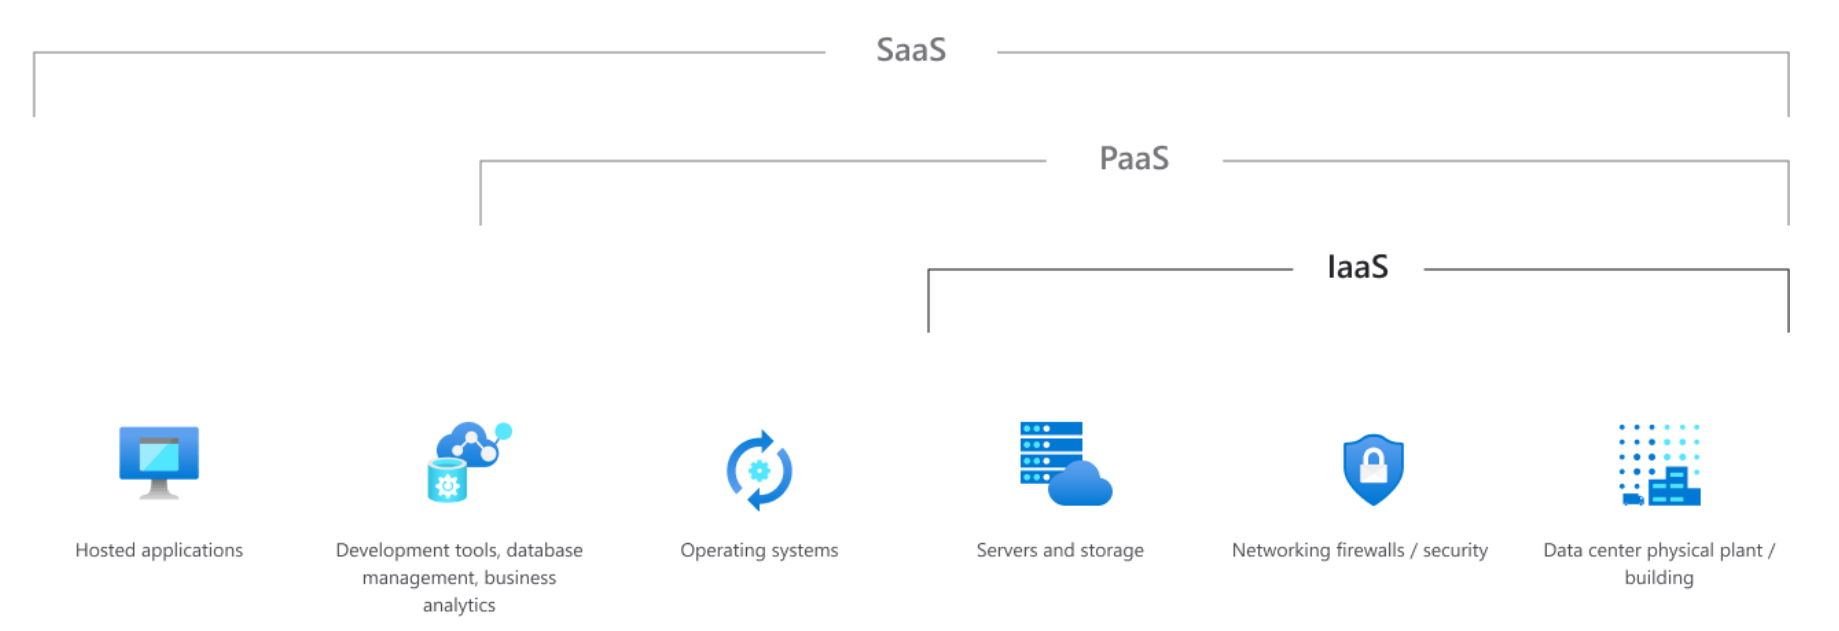 SaaS
PaaS
IaaS
Hosted applications
Development tools, database
management, business
analytics
Operating systems
Servers and storage
Networking firewalls / security
Data center physical plant /
building